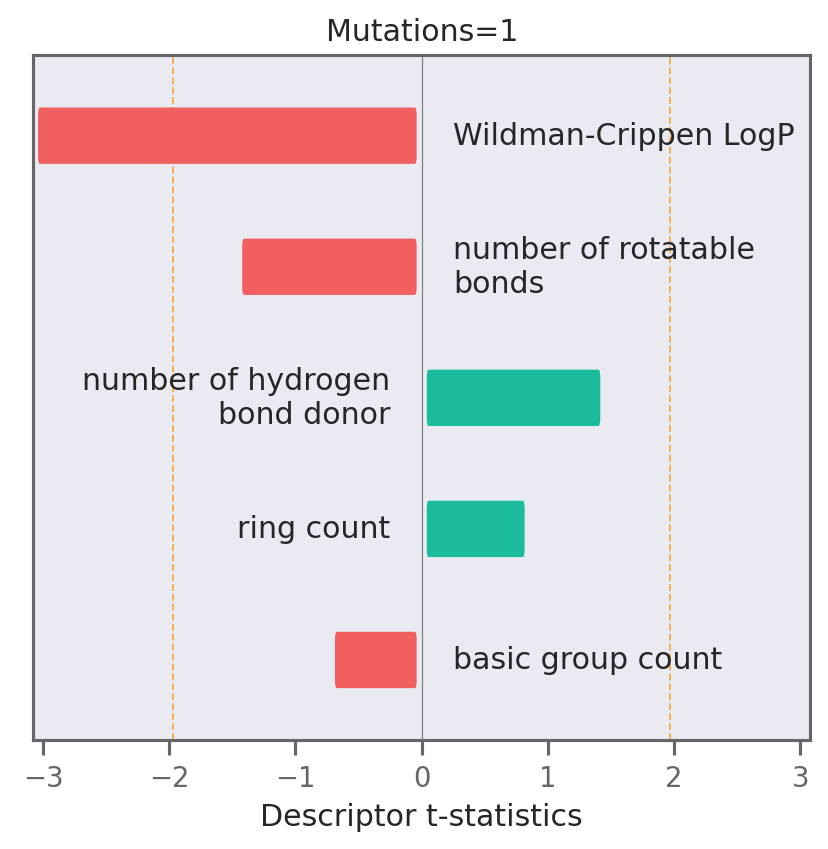 Mutations=1
Wildman-Crippen LogP
number of rotatable
bonds
number of hydrogen
bond donor
ring count
basic group count
−3 −2 −1 0 1 2 3
Descriptor t-statistics